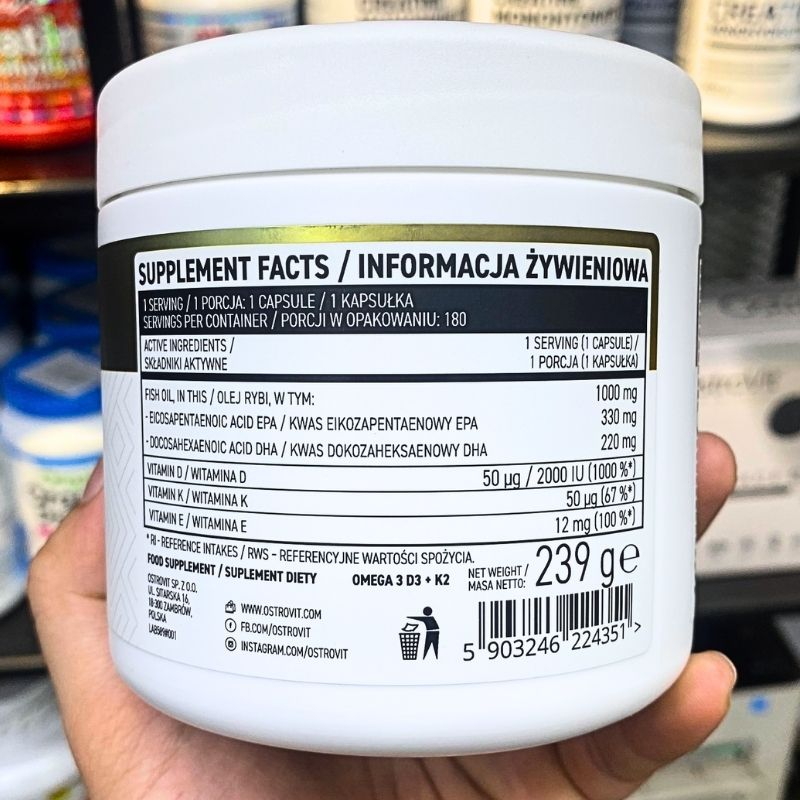 CREATINE
MONOHYDRATE
CREATINE
SUPPLEMENT FACTS / INFORMACJA ŻYWIENIOWA
1 SERVING / 1 PORCJA: 1 CAPSULE / 1 KAPSUŁKA
SERVINGS PER CONTAINER / PORCJI W OPAKOWANIU: 180
ACTIVE INGREDIENTS / 1 SERVING (1 CAPSULE) /
SKŁADNIKI AKTYWNE 1 PORCJA (1 KAPSUŁKA)
FISH OIL, IN THIS / OLEJ RYBI, W TYM: 1000 mg
- EICOSAPENTAENOIC ACID EPA / KWAS EIKOZAPENTAENOWY EPA 330 mg
- DOCOSAHEXAENOIC ACID DHA / KWAS DOKOZAHEKSAENOWY DHA 220 mg
VITAMIN D / WITAMINA D 50 µg / 2000 IU (1000 %*)
VITAMIN K / WITAMINA K 50 µg (67 %*)
VITAMIN E / WITAMINA E 12 mg (100 %*)
* RI - REFERENCE INTAKES / RWS - REFERENCYJNE WARTOŚCI SPOŻYCIA.
FOOD SUPPLEMENT / SUPLEMENT DIETY
OMEGA 3 D3 + K2
NET WEIGHT /
MASA NETTO:
239 g e
OSTROVIT SP. Z O.O.
UL. SITARSKA 16,
18-300 ZAMBRÓW,
POLSKA
WWW.OSTROVIT.COM
FB.COM/OSTROVIT
INSTAGRAM.COM/OSTROVIT
5 903246 224351 >